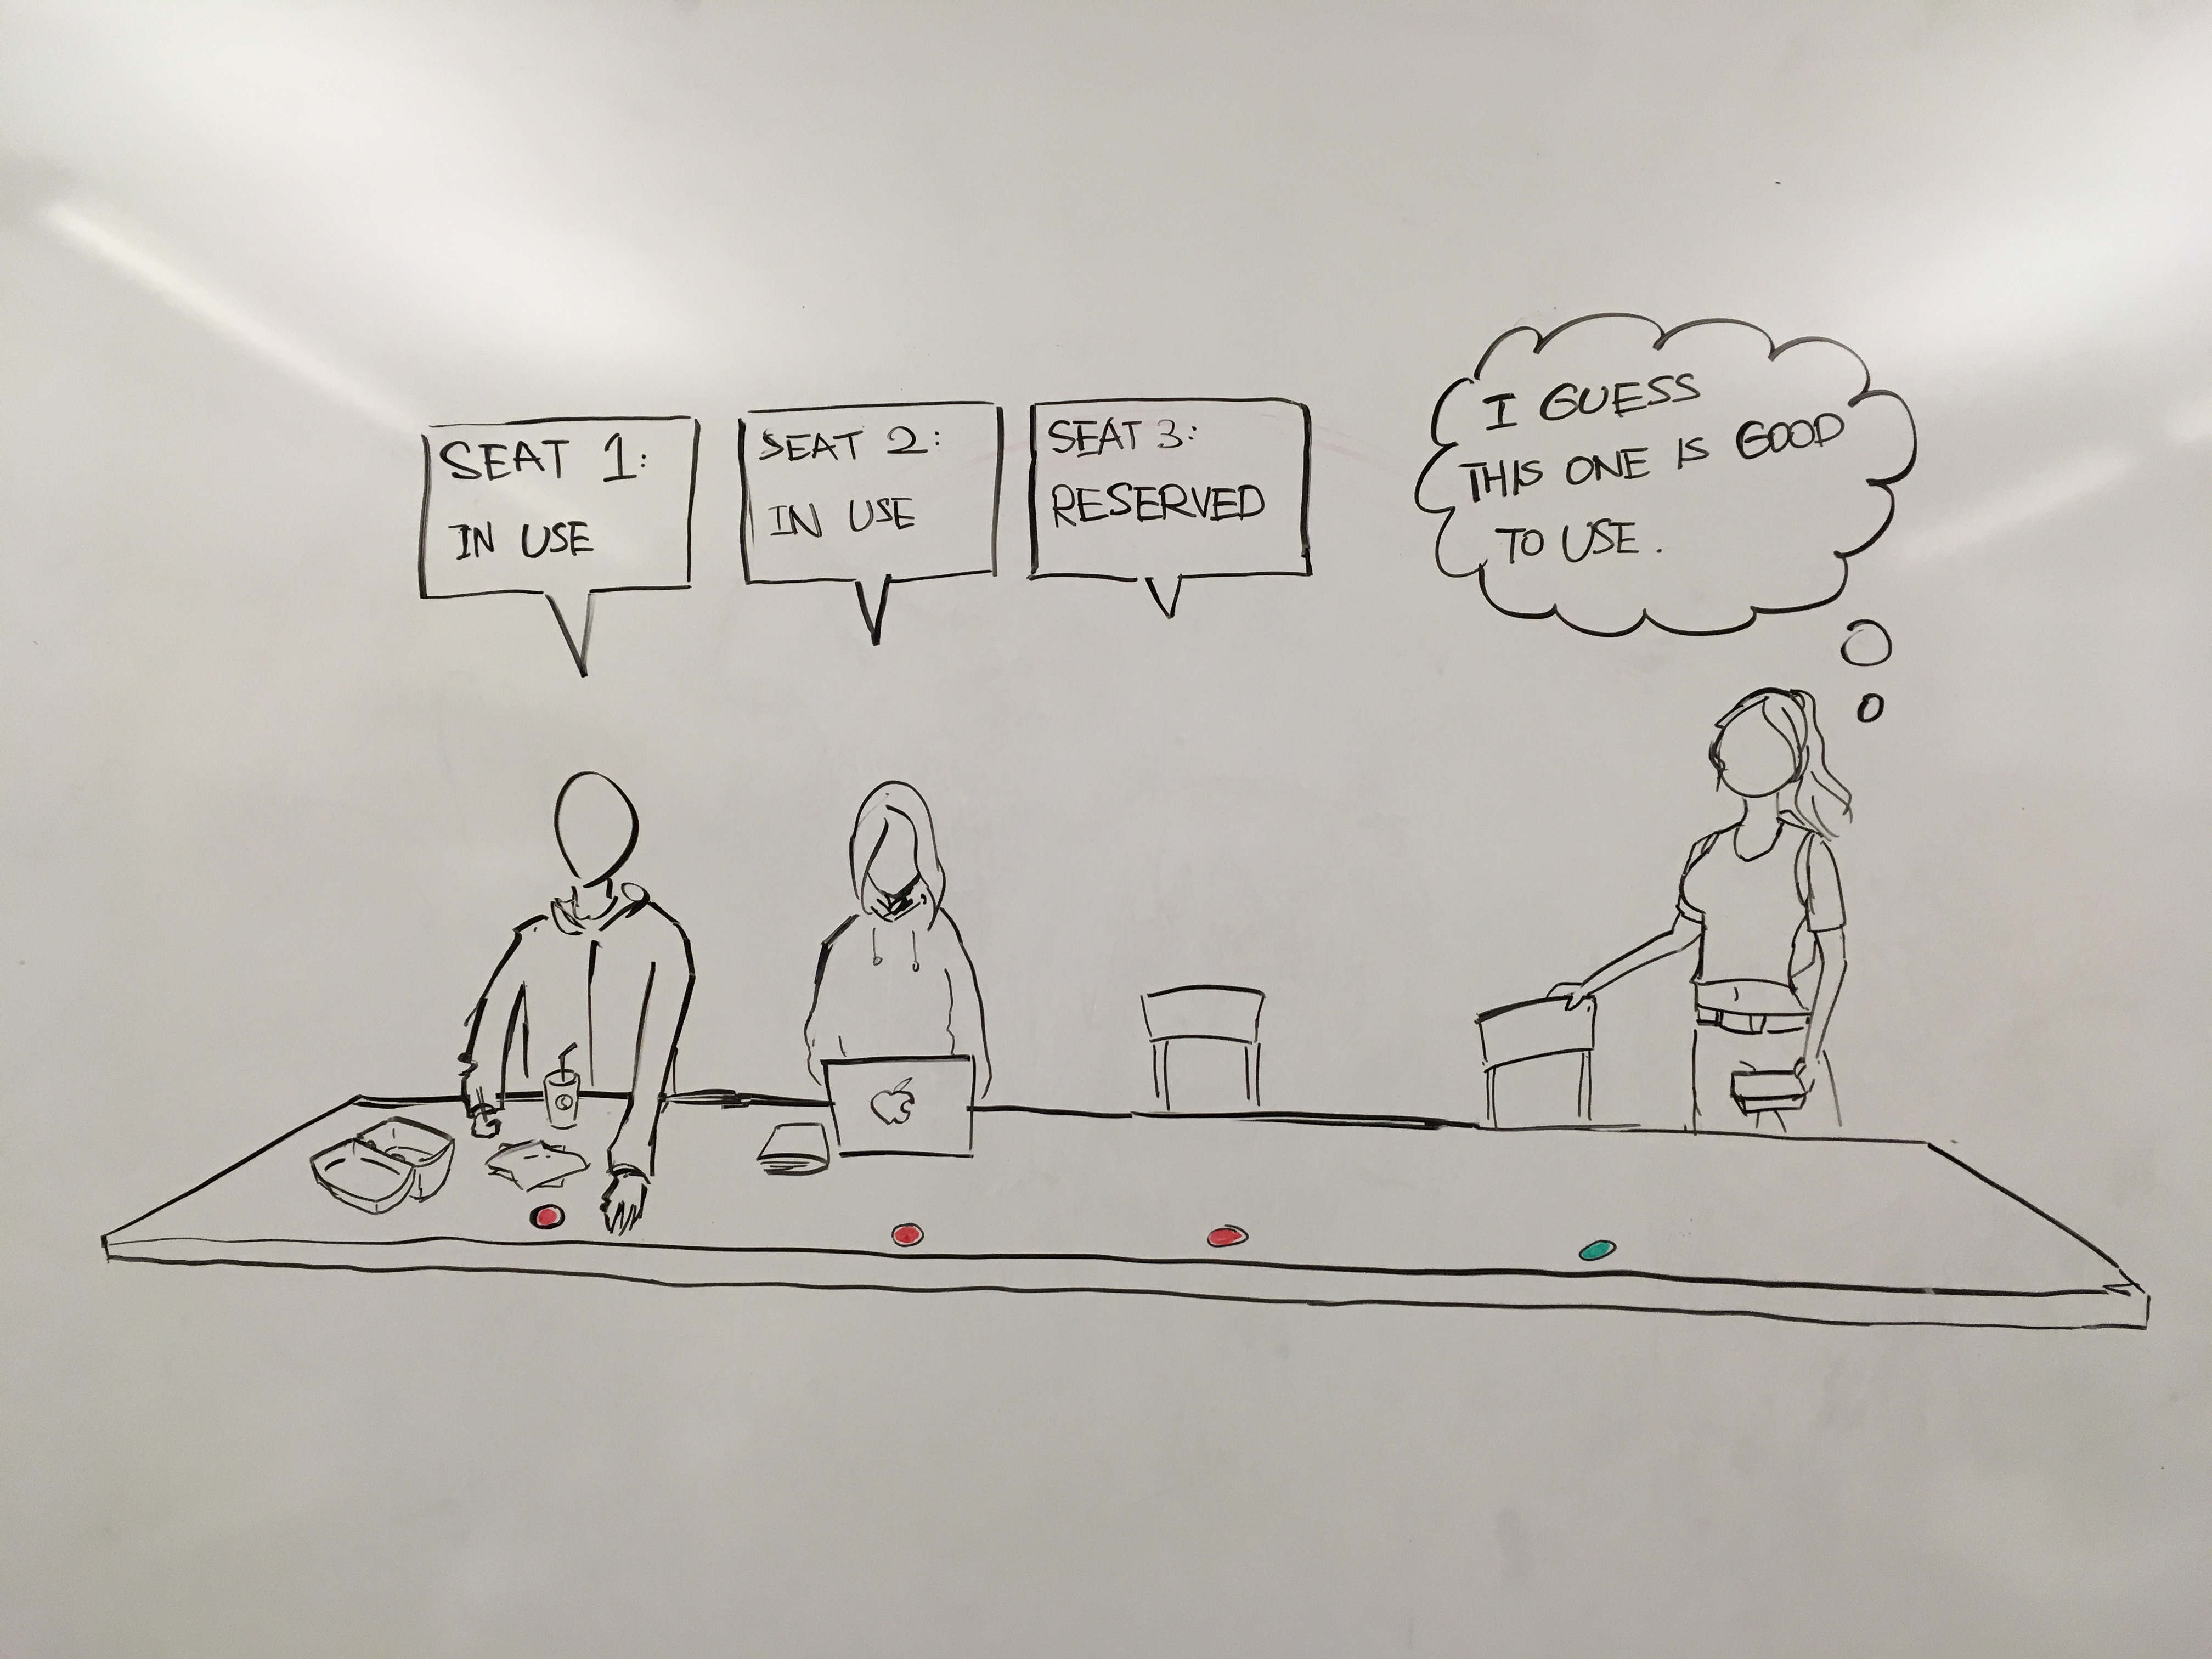 SEAT 1:
IN USE
SEAT 2:
IN USE
SEAT 3:
RESERVED
I GUESS
THIS ONE IS GOOD
TO USE.